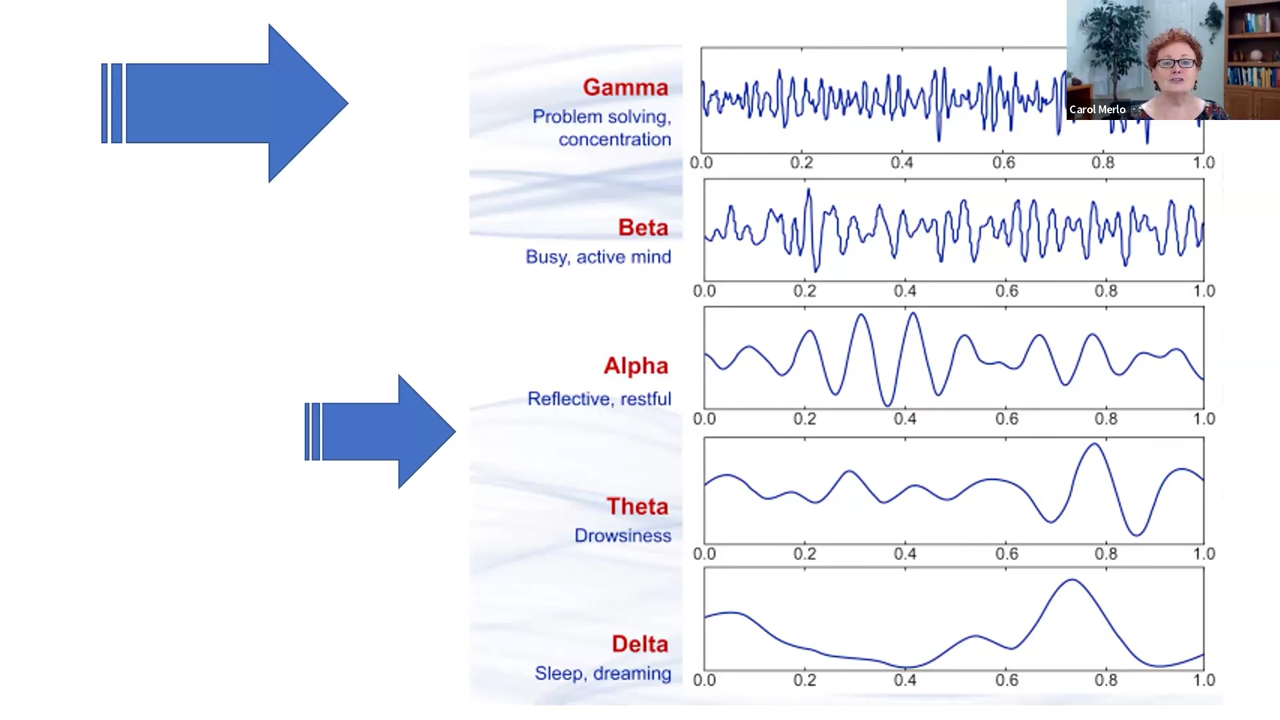 Gamma
Problem solving,
concentration
Carol Merlo
0.0 0.2 0.4 0.6 0.8 1.0
Beta
Busy, active mind
0.0 0.2 0.4 0.6 0.8 1.0
Alpha
Reflective, restful
0.0 0.2 0.4 0.6 0.8 1.0
Theta
Drowsiness
0.0 0.2 0.4 0.6 0.8 1.0
Delta
Sleep, dreaming
0.0 0.2 0.4 0.6 0.8 1.0